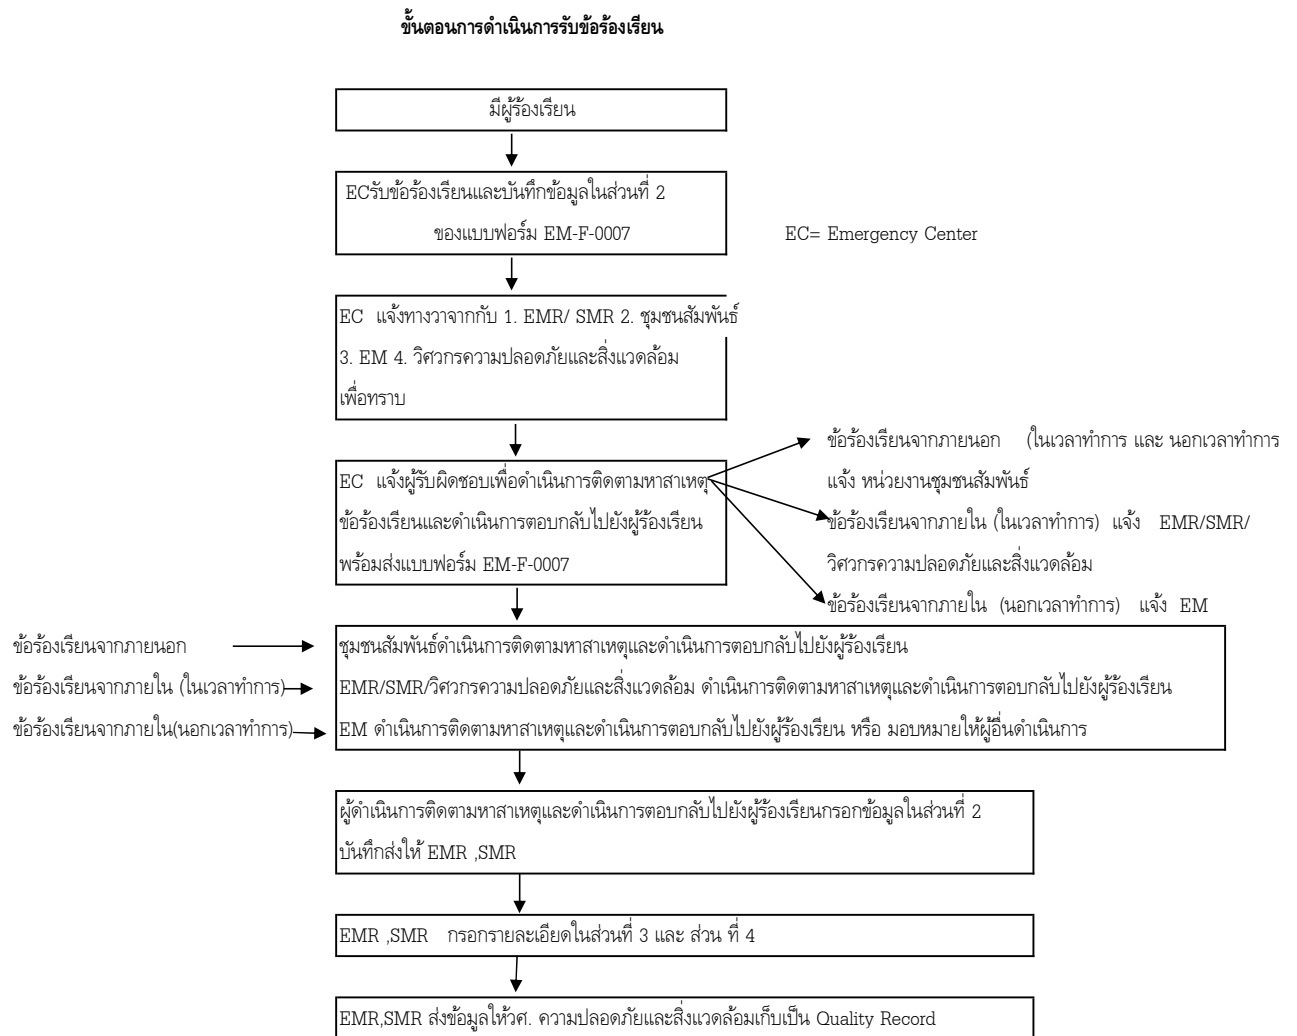 ขั้นตอนการดำเนินการรับข้อร้องเรียน
มีผู้ร้องเรียน
ECรับข้อร้องเรียนและบันทึกข้อมูลในส่วนที่ 2
ของแบบฟอร์ม EM-F-0007
EC= Emergency Center
EC แจ้งทางวาจากกับ 1. EMR/ SMR 2. ชุมชนสัมพันธ์
3. EM 4. วิศวกรความปลอดภัยและสิ่งแวดล้อม
เพื่อทราบ
EC แจ้งผู้รับผิดชอบเพื่อดำเนินการติดตามหาสาเหตุ
ข้อร้องเรียนและดำเนินการตอบกลับไปยังผู้ร้องเรียน
พร้อมส่งแบบฟอร์ม EM-F-0007
ข้อร้องเรียนจากภายนอก (ในเวลาทำการ และ นอกเวลาทำการ
แจ้ง หน่วยงานชุมชนสัมพันธ์
ข้อร้องเรียนจากภายใน (ในเวลาทำการ) แจ้ง EMR/SMR/
วิศวกรความปลอดภัยและสิ่งแวดล้อม
ข้อร้องเรียนจากภายใน (นอกเวลาทำการ) แจ้ง EM
ข้อร้องเรียนจากภายนอก
ชุมชนสัมพันธ์ดำเนินการติดตามหาสาเหตุและดำเนินการตอบกลับไปยังผู้ร้องเรียน
ข้อร้องเรียนจากภายใน (ในเวลาทำการ)
EMR/SMR/วิศวกรความปลอดภัยและสิ่งแวดล้อม ดำเนินการติดตามหาสาเหตุและดำเนินการตอบกลับไปยังผู้ร้องเรียน
ข้อร้องเรียนจากภายใน(นอกเวลาทำการ)
EM ดำเนินการติดตามหาสาเหตุและดำเนินการตอบกลับไปยังผู้ร้องเรียน หรือ มอบหมายให้ผู้อื่นดำเนินการ
ผู้ดำเนินการติดตามหาสาเหตุและดำเนินการตอบกลับไปยังผู้ร้องเรียนกรอกข้อมูลในส่วนที่ 2
บันทึกส่งให้ EMR ,SMR
EMR ,SMR กรอกรายละเอียดในส่วนที่ 3 และ ส่วน ที่ 4
EMR,SMR ส่งข้อมูลให้วศ. ความปลอดภัยและสิ่งแวดล้อมเก็บเป็น Quality Record